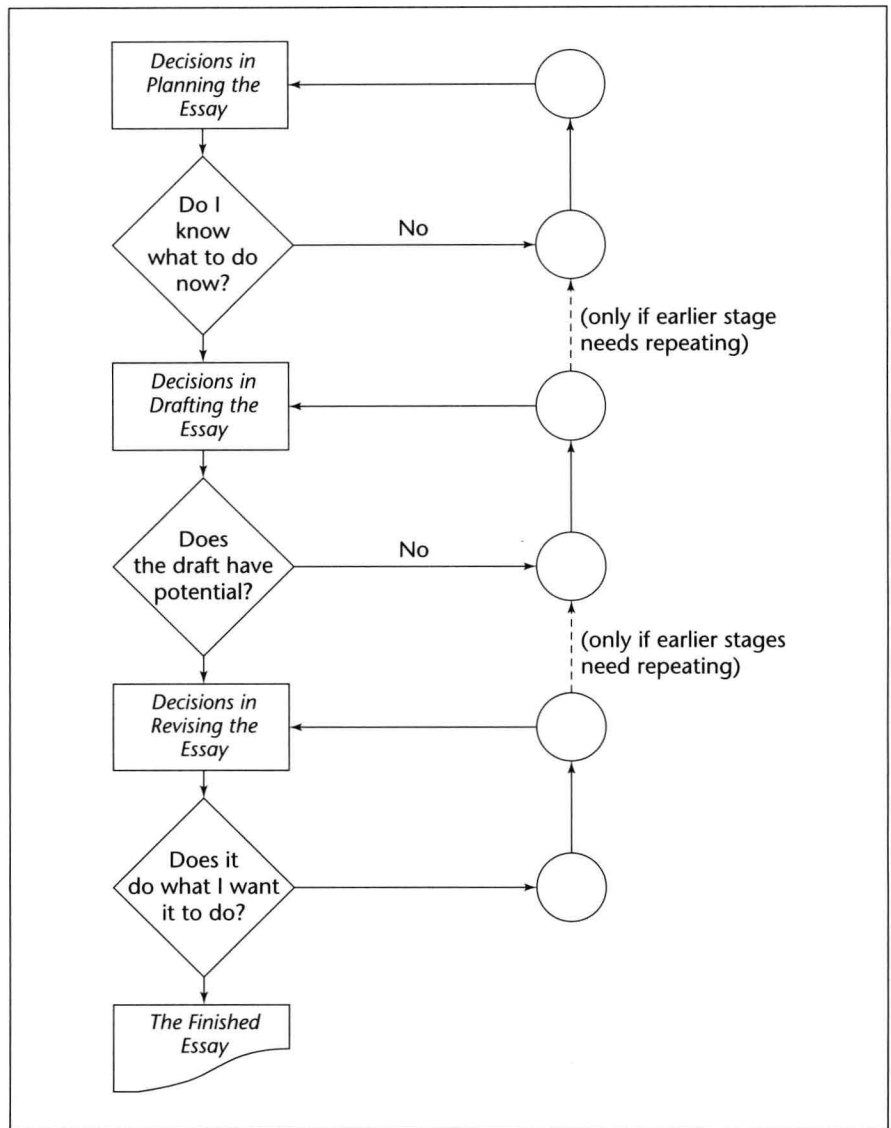 Decisions in
Planning the
Essay
Do I
know
what to do
now?
No
(only if earlier stage
needs repeating)
Decisions in
Drafting the
Essay
Does
the draft have
potential?
No
(only if earlier stages
need repeating)
Decisions in
Revising the
Essay
Does it
do what I want
it to do?
The Finished
Essay